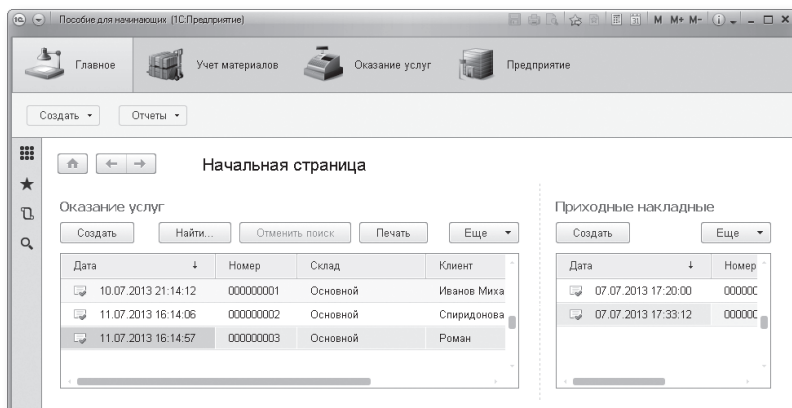 1С Пособие для начинающих (1С:Предприятие) M M+ M-
Главное Учет материалов Оказание услуг Предприятие
Создать Отчеты
Начальная страница
Оказание услуг
Создать Найти... Отменить поиск Печать Еще
Дата Номер Склад Клиент
10.07.2013 21:14:12 000000001 Основной Иванов Миха
11.07.2013 16:14:06 000000002 Основной Спиридонова
11.07.2013 16:14:57 000000003 Основной Роман
Приходные накладные
Создать Еще
Дата Номер
07.07.2013 17:20:00 00000
07.07.2013 17:33:12 00000